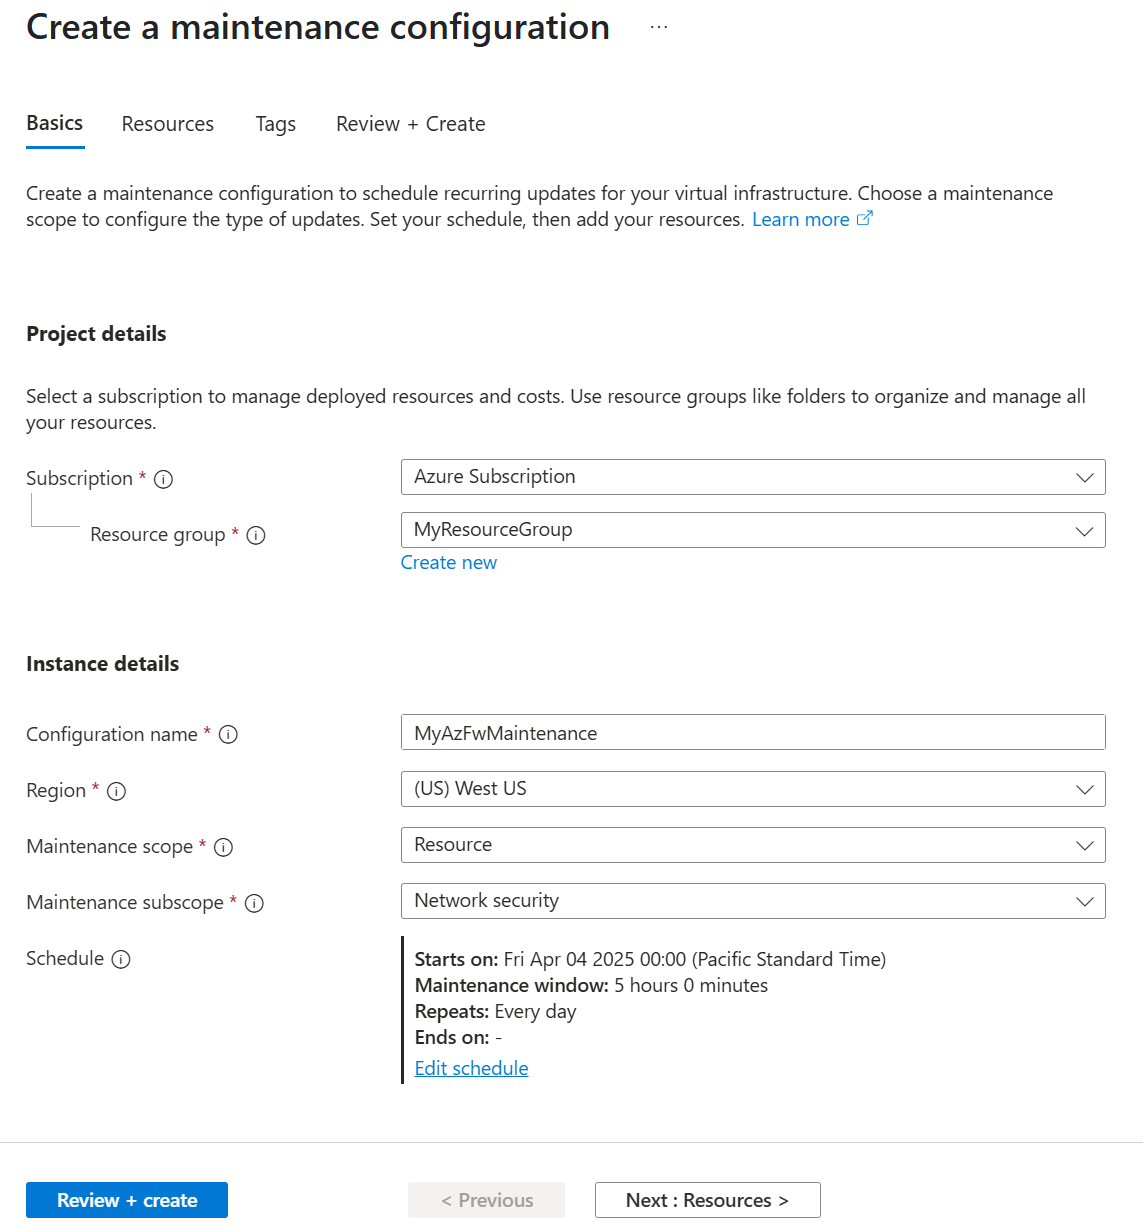 Create a maintenance configuration ...
Basics Resources Tags Review + Create
Create a maintenance configuration to schedule recurring updates for your virtual infrastructure. Choose a maintenance
scope to configure the type of updates. Set your schedule, then add your resources. Learn more
Project details
Select a subscription to manage deployed resources and costs. Use resource groups like folders to organize and manage all
your resources.
Subscription * Azure Subscription
Resource group * MyResourceGroup
Create new
Instance details
Configuration name * MyAzFwMaintenance
Region * (US) West US
Maintenance scope * Resource
Maintenance subscope * Network security
Schedule Starts on: Fri Apr 04 2025 00:00 (Pacific Standard Time)
Maintenance window: 5 hours 0 minutes
Repeats: Every day
Ends on: -
Edit schedule
Review + create < Previous Next : Resources >